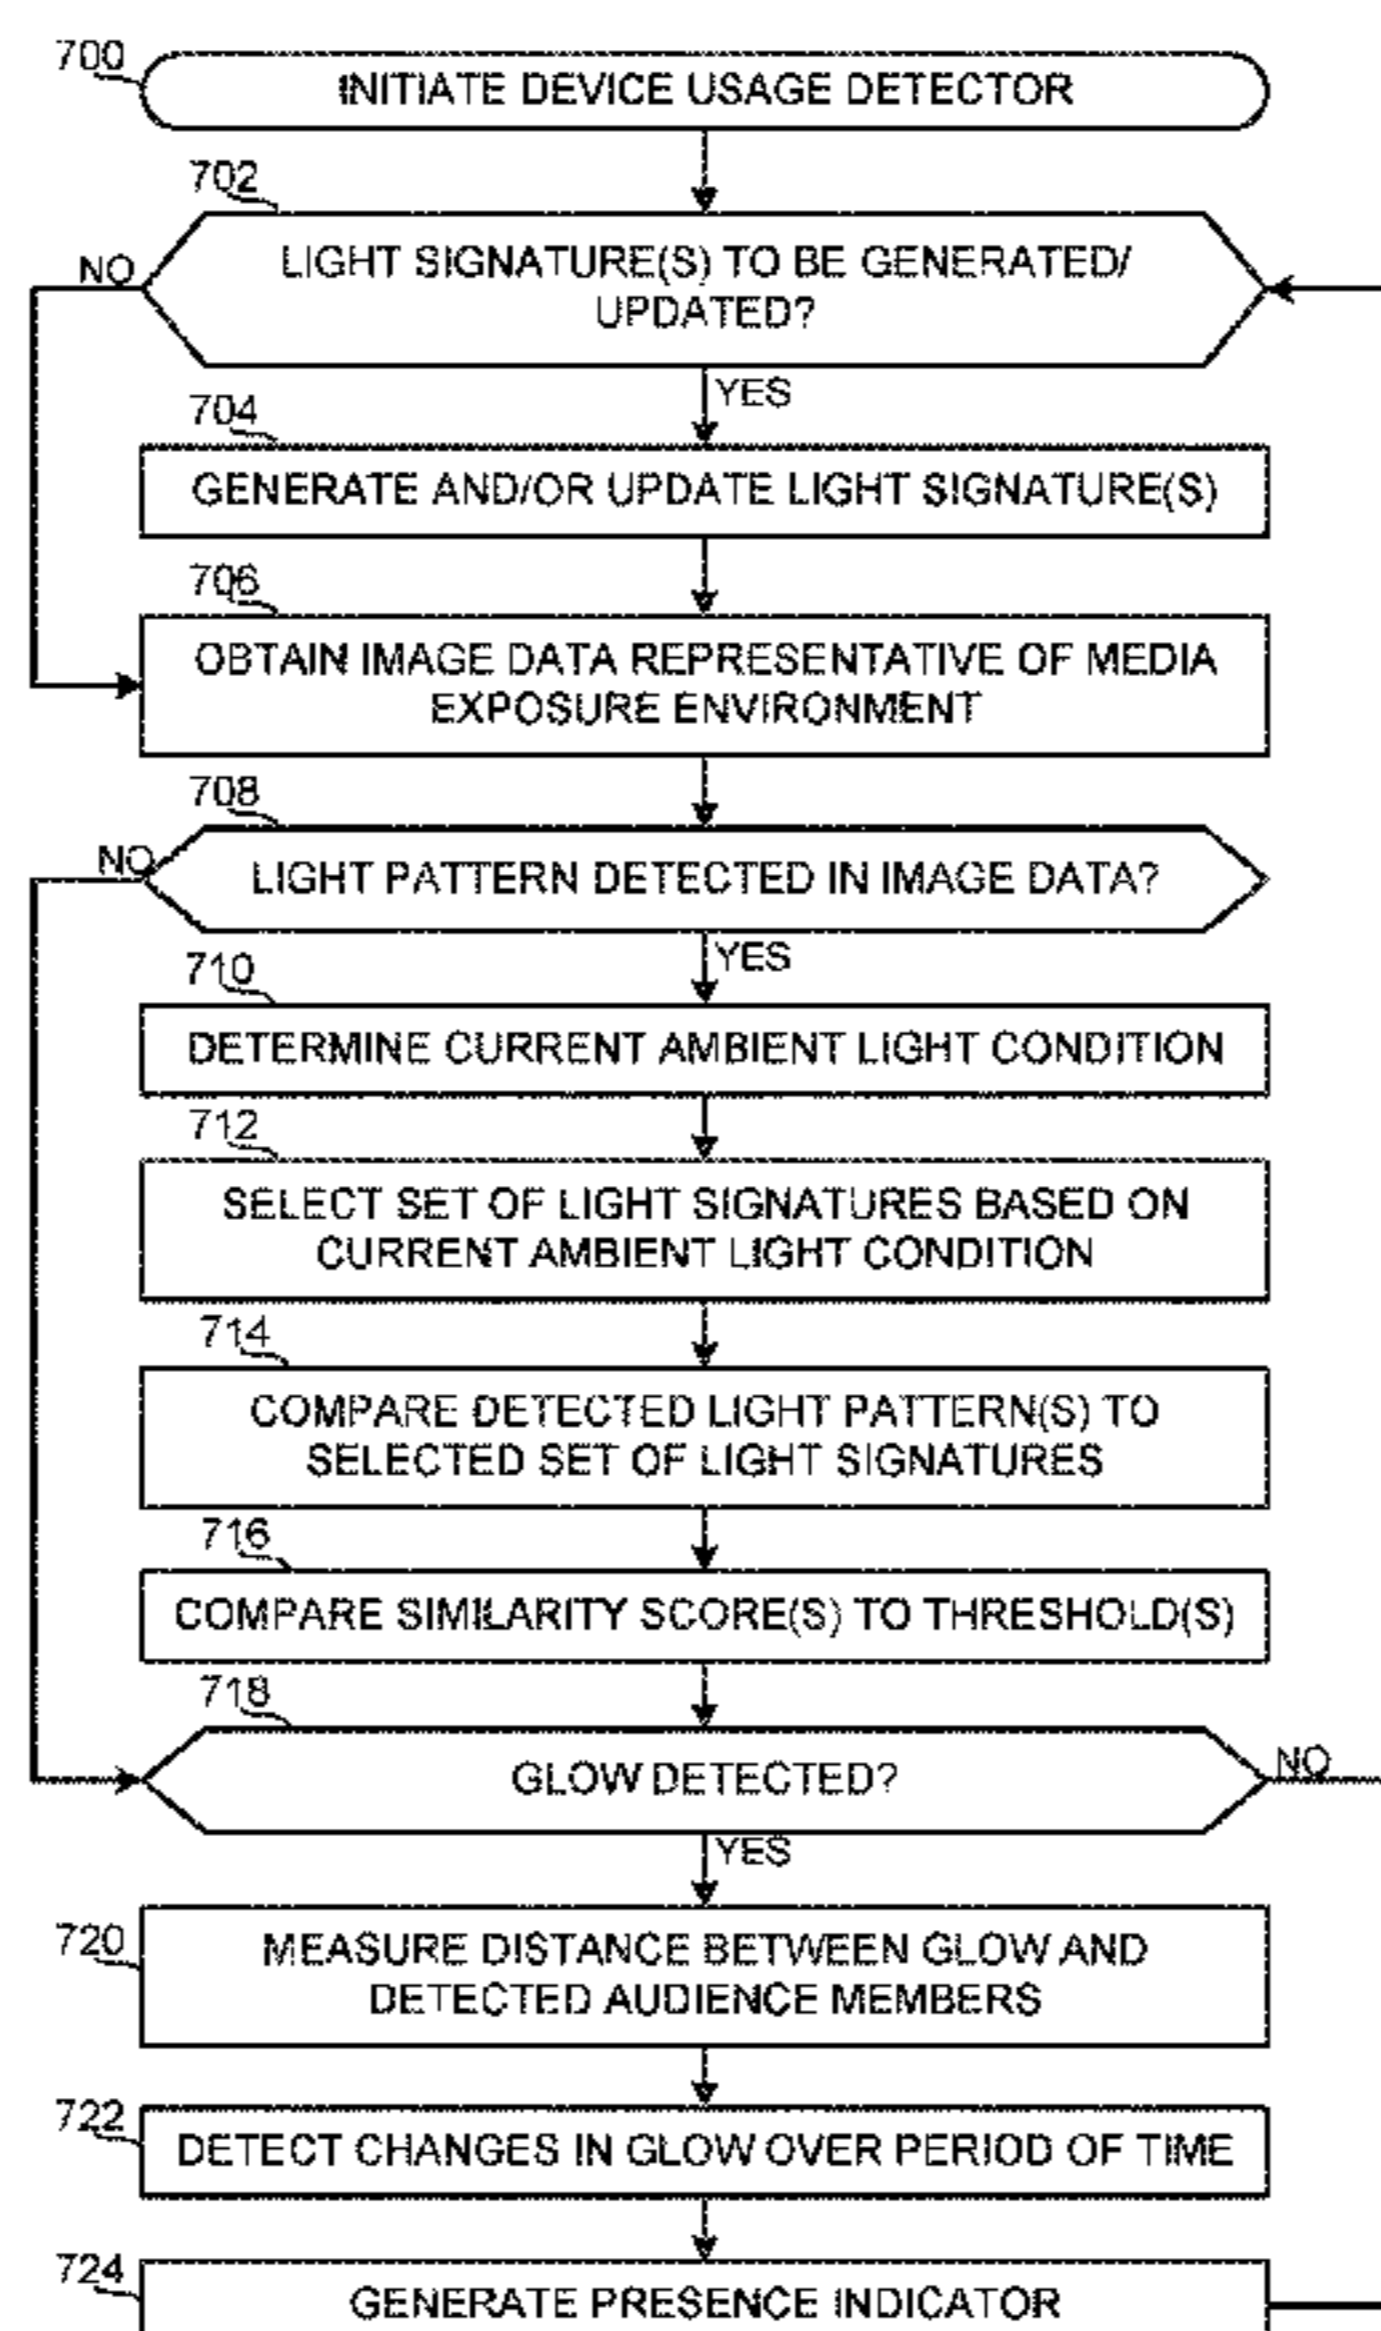 700
INITIATE DEVICE USAGE DETECTOR
702
LIGHT SIGNATURE(S) TO BE GENERATED/
UPDATED?
NO
YES
704
GENERATE AND/OR UPDATE LIGHT SIGNATURE(S)
706
OBTAIN IMAGE DATA REPRESENTATIVE OF MEDIA
EXPOSURE ENVIRONMENT
708
LIGHT PATTERN DETECTED IN IMAGE DATA?
NO
YES
710
DETERMINE CURRENT AMBIENT LIGHT CONDITION
712
SELECT SET OF LIGHT SIGNATURES BASED ON
CURRENT AMBIENT LIGHT CONDITION
714
COMPARE DETECTED LIGHT PATTERN(S) TO
SELECTED SET OF LIGHT SIGNATURES
716
COMPARE SIMILARITY SCORE(S) TO THRESHOLD(S)
718
GLOW DETECTED?
NO
YES
720
MEASURE DISTANCE BETWEEN GLOW AND
DETECTED AUDIENCE MEMBERS
722
DETECT CHANGES IN GLOW OVER PERIOD OF TIME
724
GENERATE PRESENCE INDICATOR